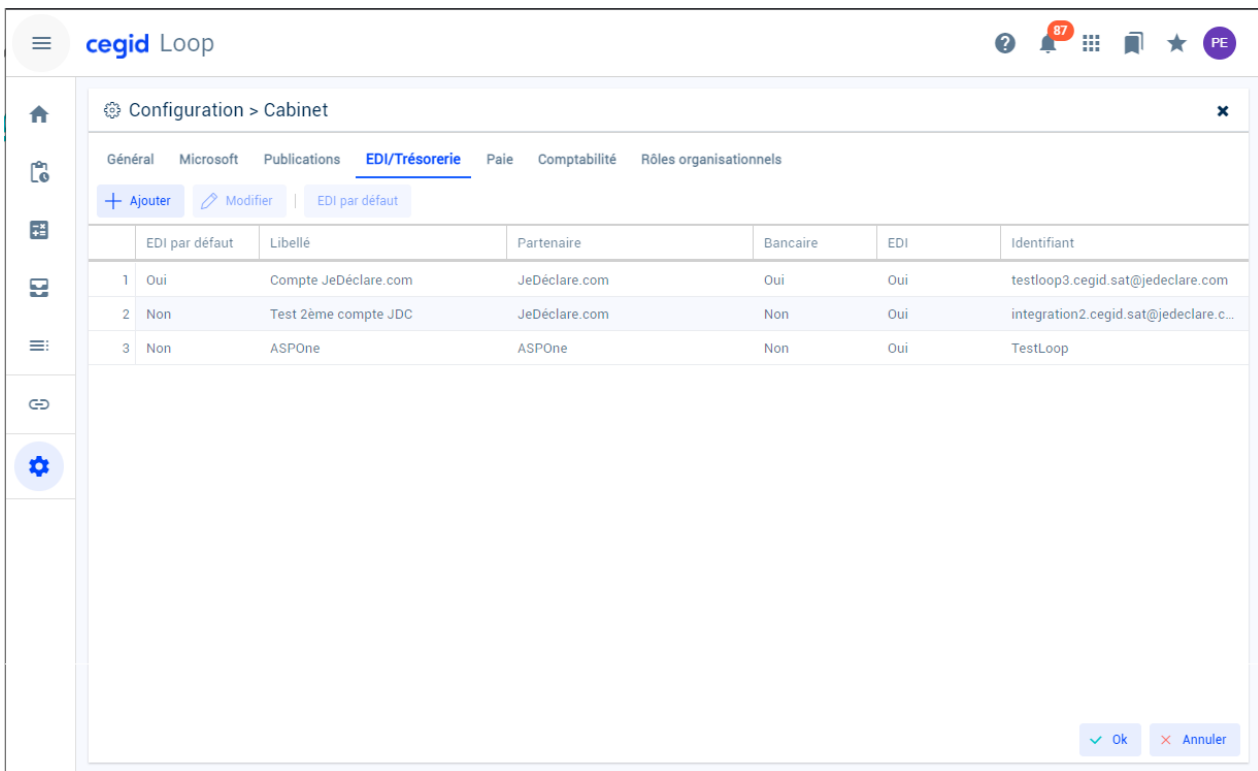 cegid Loop
87
PE
Configuration > Cabinet
Général Microsoft Publications EDI/Trésorerie Paie Comptabilité Rôles organisationnels
Ajouter Modifier | EDI par défaut
EDI par défaut Libellé Partenaire Bancaire EDI Identifiant
1 Oui Compte JeDéclare.com JeDéclare.com Oui Oui testloop3.cegid.sat@jedeclare.com
2 Non Test 2ème compte JDC JeDéclare.com Non Oui integration2.cegid.sat@jedeclare.c...
3 Non ASPOne ASPOne Non Oui TestLoop
Ok Annuler